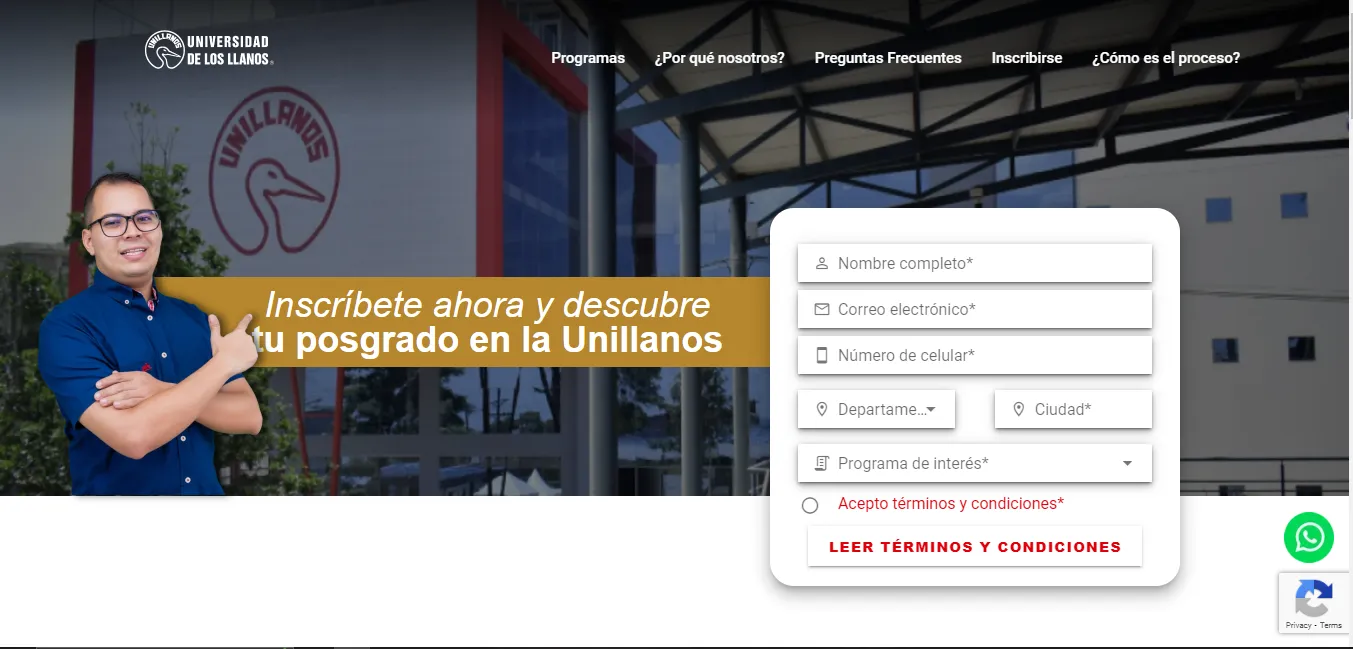 UNILLANOS
UNIVERSIDAD
DE LOS LLANOS
Programas
¿Por qué nosotros?
Preguntas Frecuentes
Inscribirse
¿Cómo es el proceso?
UNILLANOS
Inscríbete ahora y descubre
tu posgrado en la Unillanos
Nombre completo*
Correo electrónico*
Número de celular*
Departame...
Ciudad*
Programa de interés*
Acepto términos y condiciones*
LEER TÉRMINOS Y CONDICIONES
Privacy - Terms